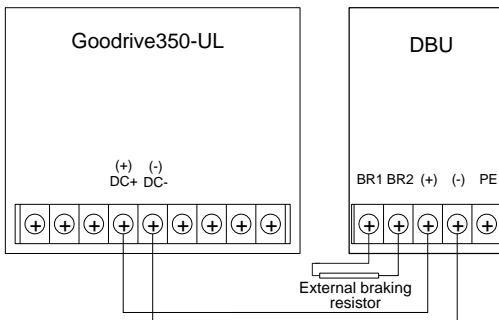 Goodrive350-UL
DBU
(+) (-)
DC+ DC-
BR1 BR2 (+) (-) PE
External braking
resistor